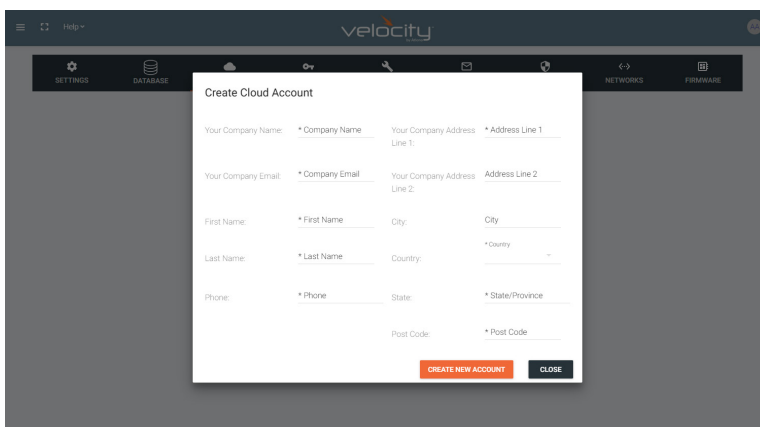 Help
velocity
SETTINGS
DATABASE
NETWORKS
FIRMWARE
Create Cloud Account
Your Company Name:
* Company Name
Your Company Address Line 1:
* Address Line 1
Your Company Email:
* Company Email
Your Company Address Line 2:
Address Line 2
First Name:
* First Name
City:
City
Last Name:
* Last Name
Country:
* Country
Phone:
* Phone
State:
* State/Province
Post Code:
* Post Code
CREATE NEW ACCOUNT
CLOSE